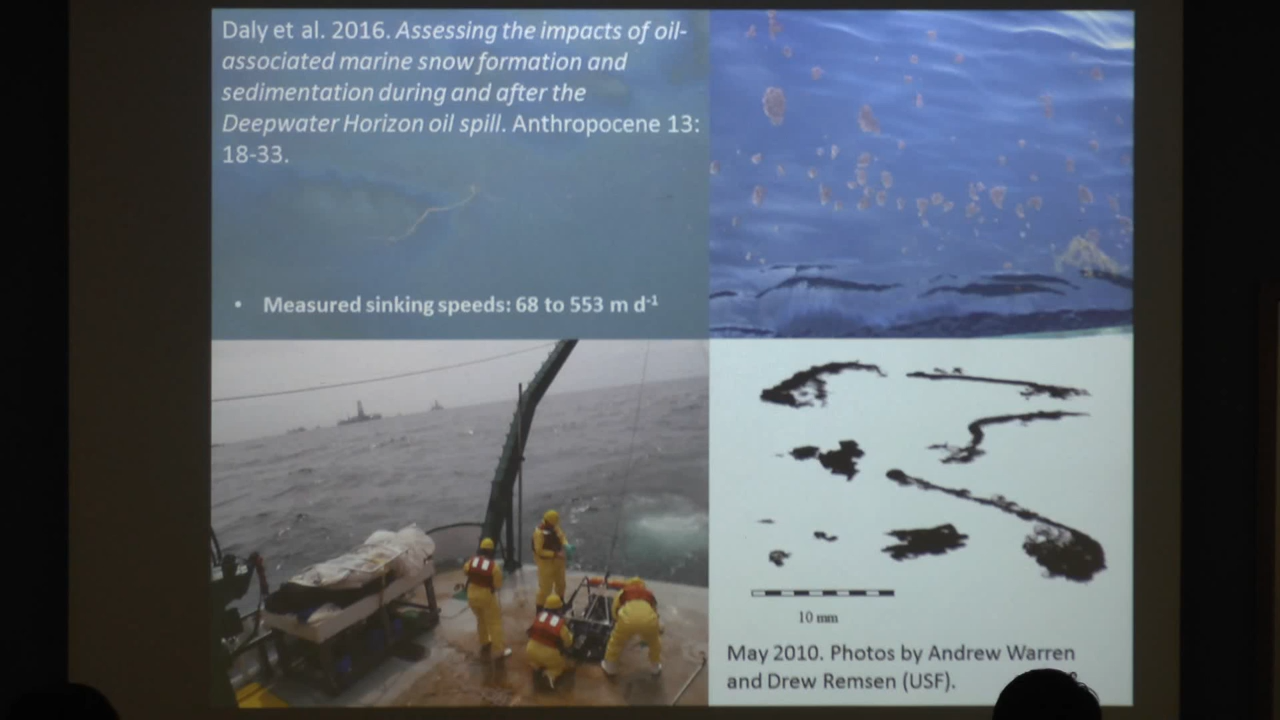 Daly et al. 2016. Assessing the impacts of oil-
associated marine snow formation and
sedimentation during and after the
Deepwater Horizon oil spill. Anthropocene 13:
18-33.
• Measured sinking speeds: 68 to 553 m d-1
10 mm
May 2010. Photos by Andrew Warren
and Drew Remsen (USF).